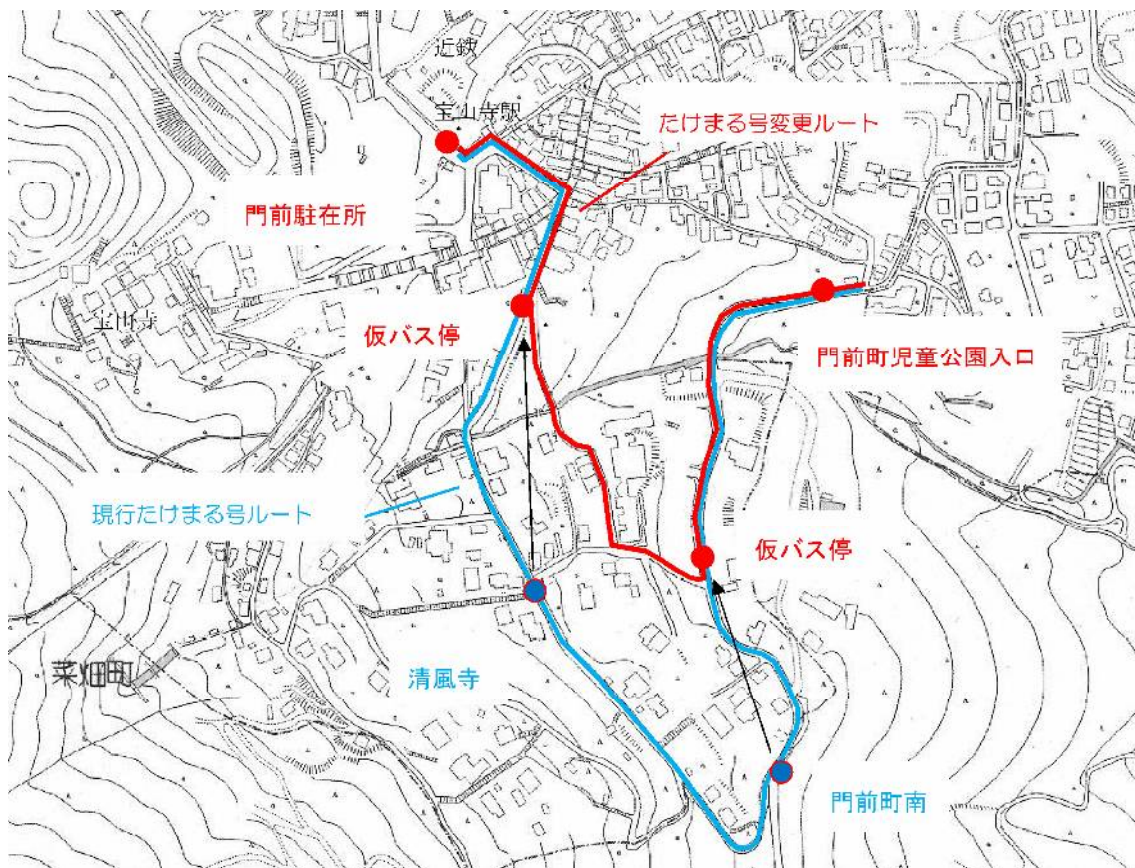 近鉄
宝山寺駅
たけまる号変更ルート
門前駐在所
宝山寺
仮バス停
門前町児童公園入口
現行たけまる号ルート
仮バス停
菜畑町
清風寺
門前町南